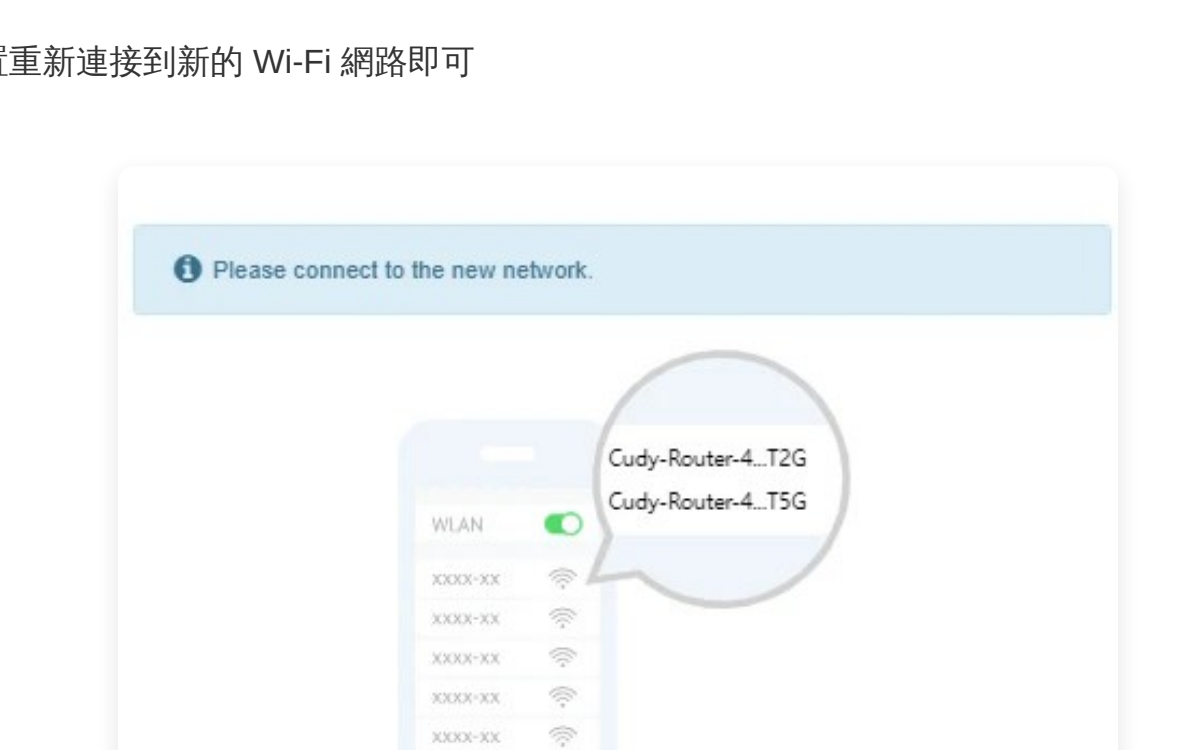 置重新連接到新的 Wi-Fi 網路即可
Please connect to the new network.
Cudy-Router-4...T2G
Cudy-Router-4...T5G
WLAN
xxxx-xx
xxxx-xx
xxxx-xx
xxxx-xx
xxxx-xx